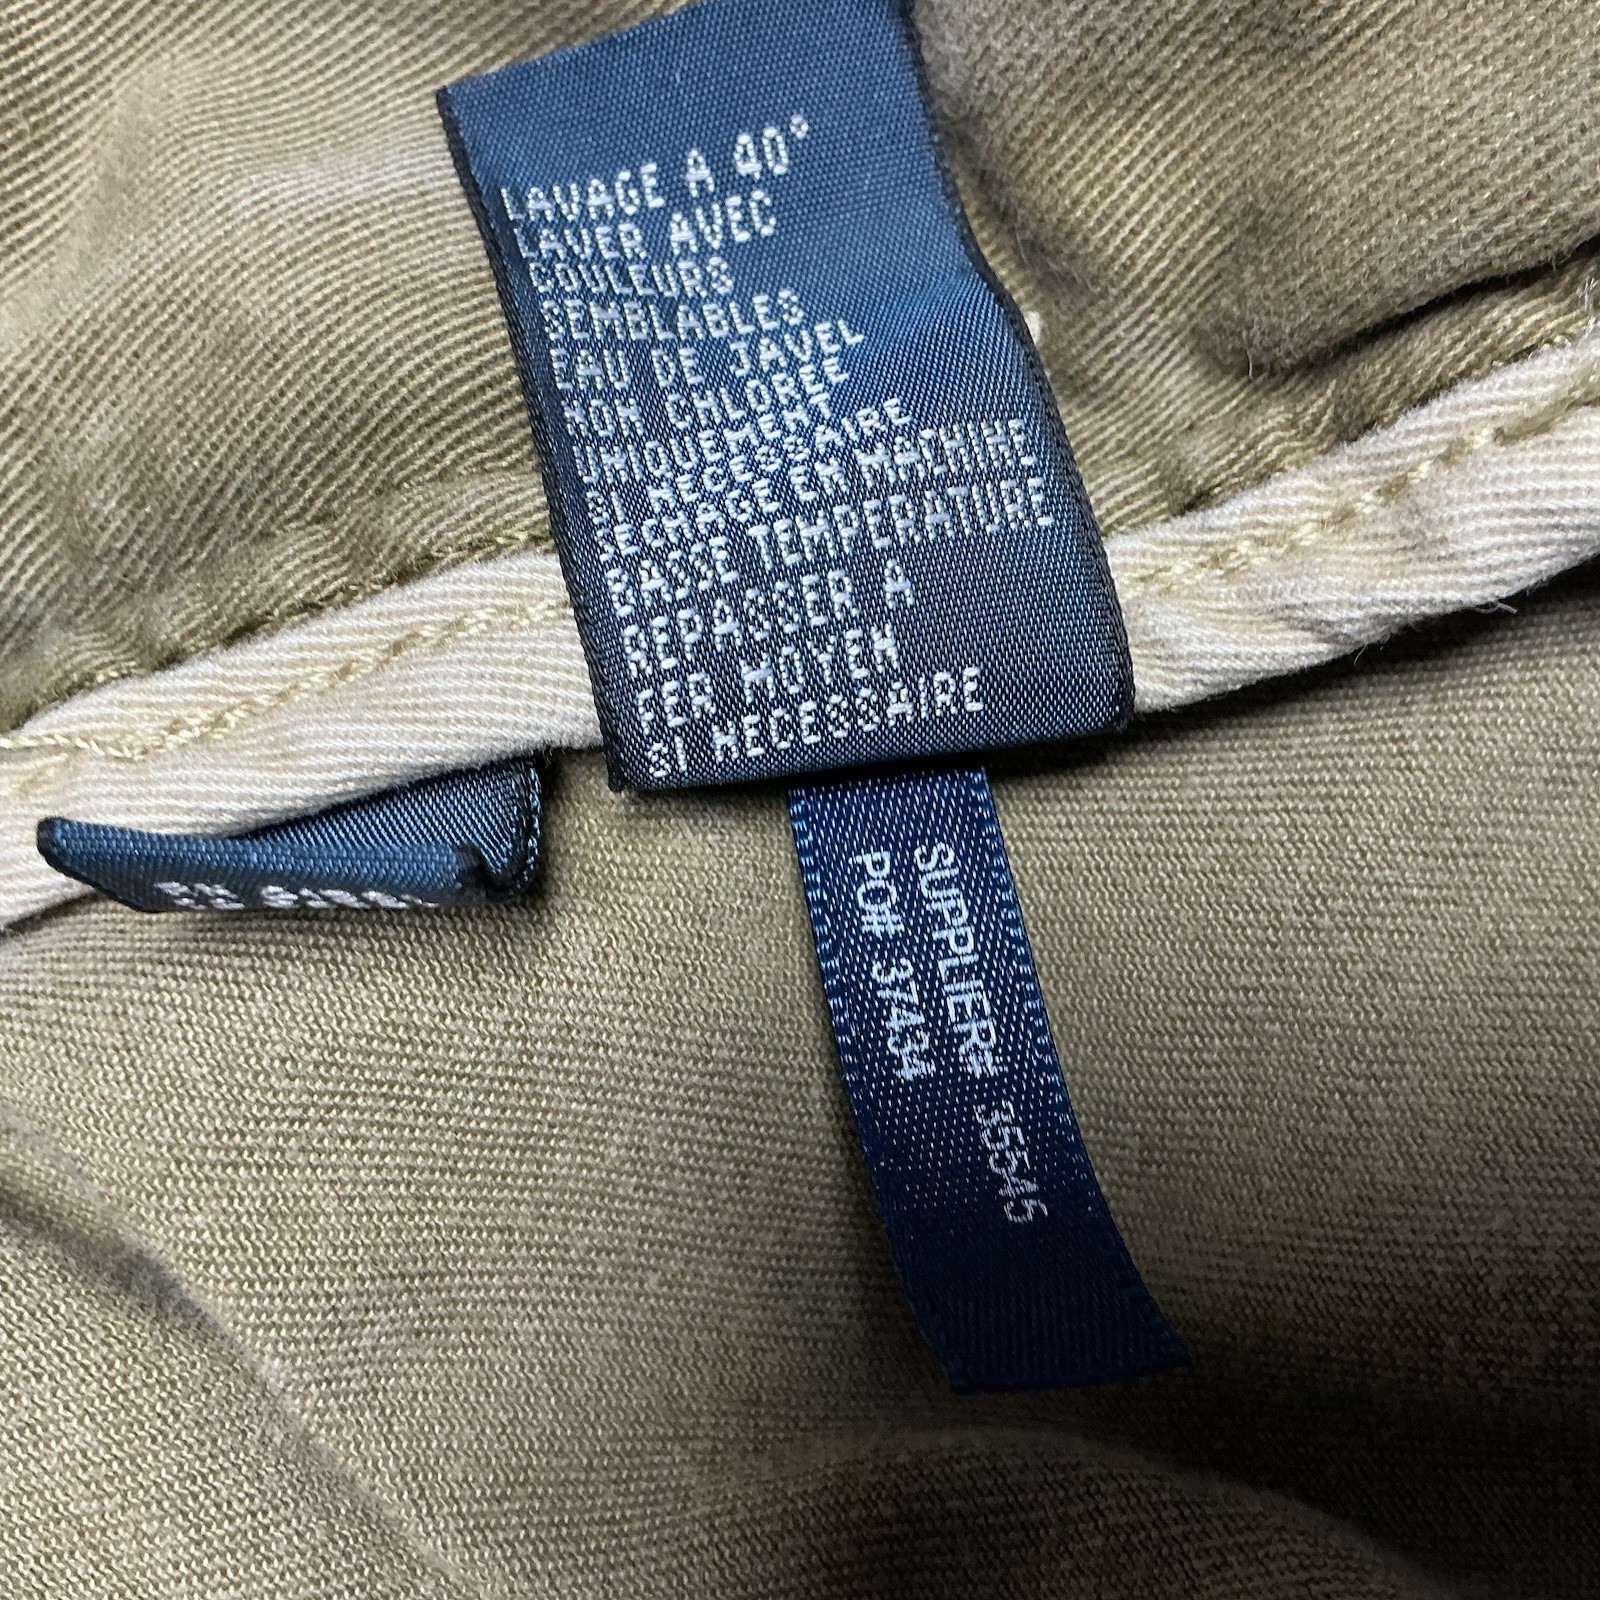 LAVAGE A 40°
LAVER AVEC
COULEURS
SEMBLABLES
EAU DE JAVEL
NON CHLOREE
UNIQUEMENT
SI NECESSAIRE
SECHAGE EN MACHINE
BASSE TEMPERATURE
REPASSER A
FER MOYEN
SI NECESSAIRE
SUPPLIER# 35545
PO# 37434